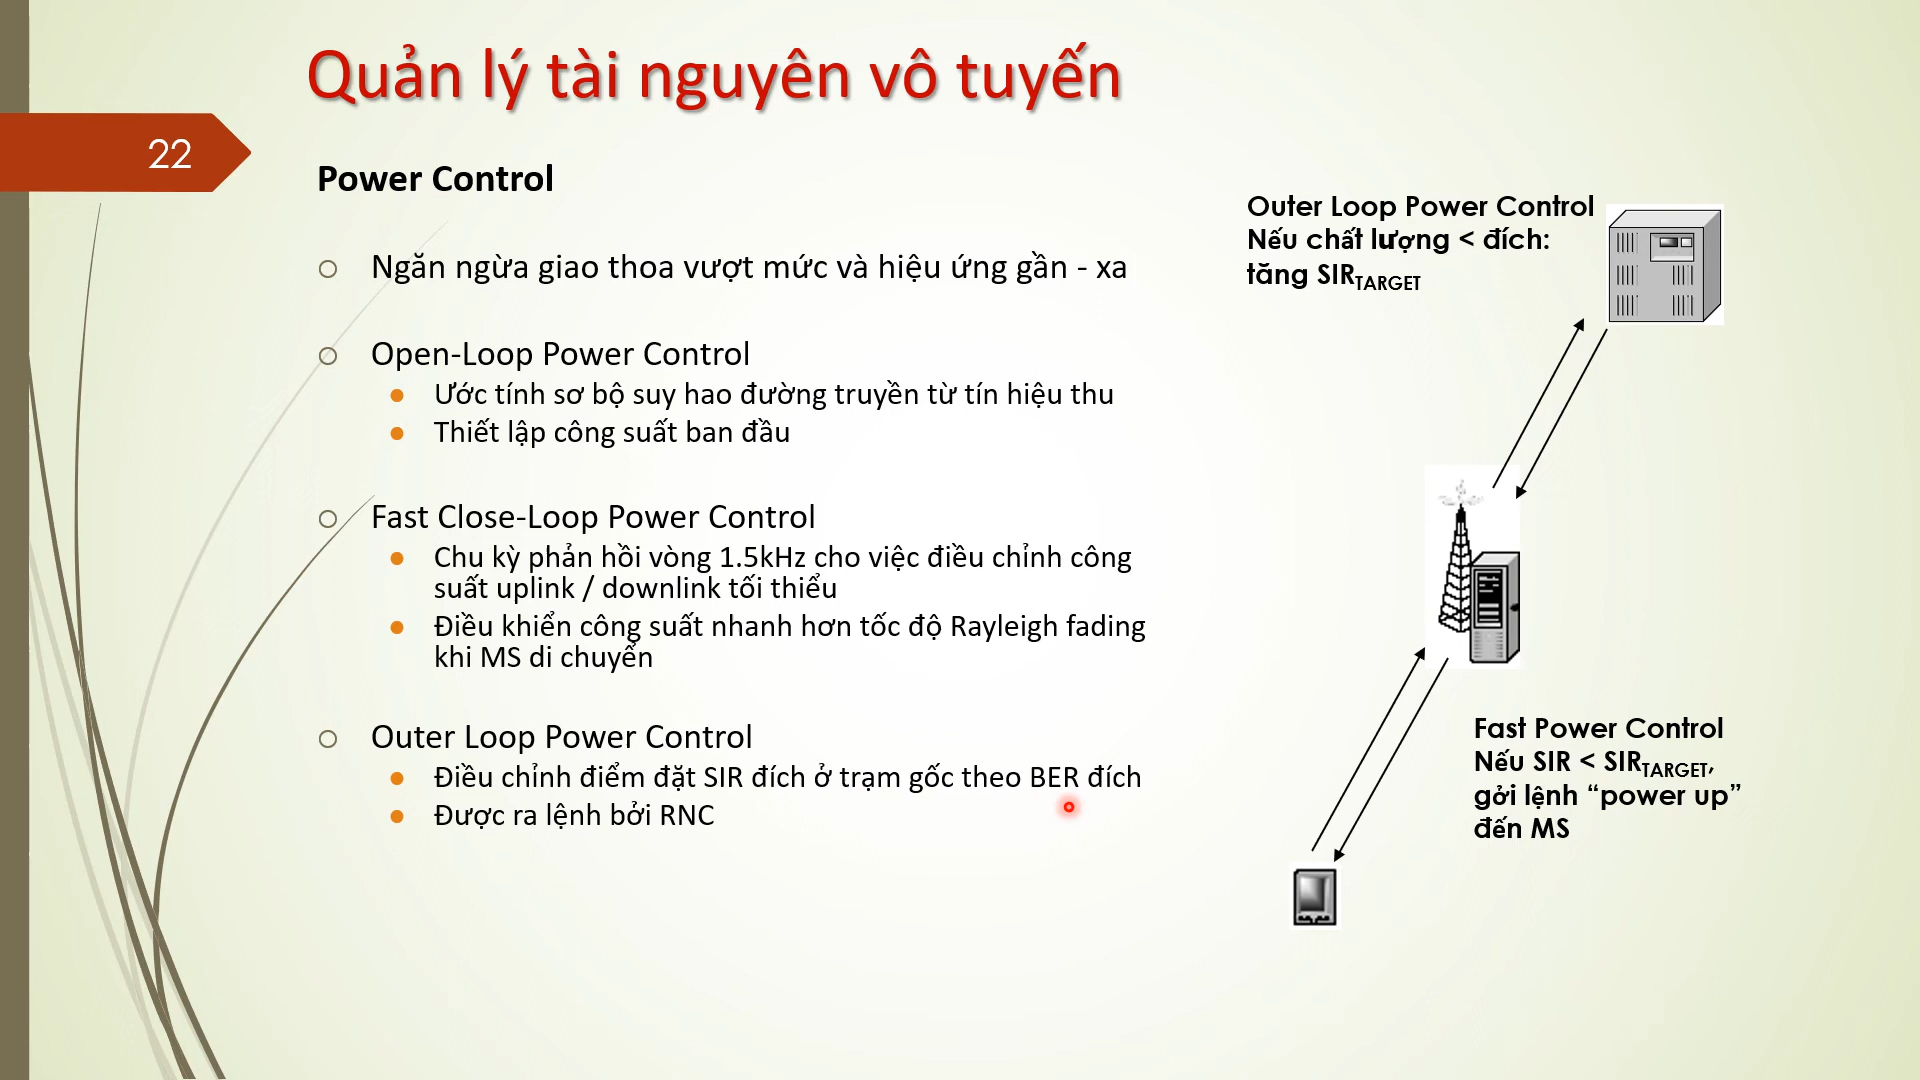 Quản lý tài nguyên vô tuyến
22
Power Control
Ngăn ngừa giao thoa vượt mức và hiệu ứng gần - xa
Open-Loop Power Control
Ước tính sơ bộ suy hao đường truyền từ tín hiệu thu
Thiết lập công suất ban đầu
Fast Close-Loop Power Control
Chu kỳ phản hồi vòng 1.5kHz cho việc điều chỉnh công
suất uplink / downlink tối thiểu
Điều khiển công suất nhanh hơn tốc độ Rayleigh fading
khi MS di chuyển
Outer Loop Power Control
Điều chỉnh điểm đặt SIR đích ở trạm gốc theo BER đích
Được ra lệnh bởi RNC
Outer Loop Power Control
Nếu chất lượng < đích:
tăng SIRTARGET
Fast Power Control
Nếu SIR < SIRTARGET,
gởi lệnh “power up”
đến MS